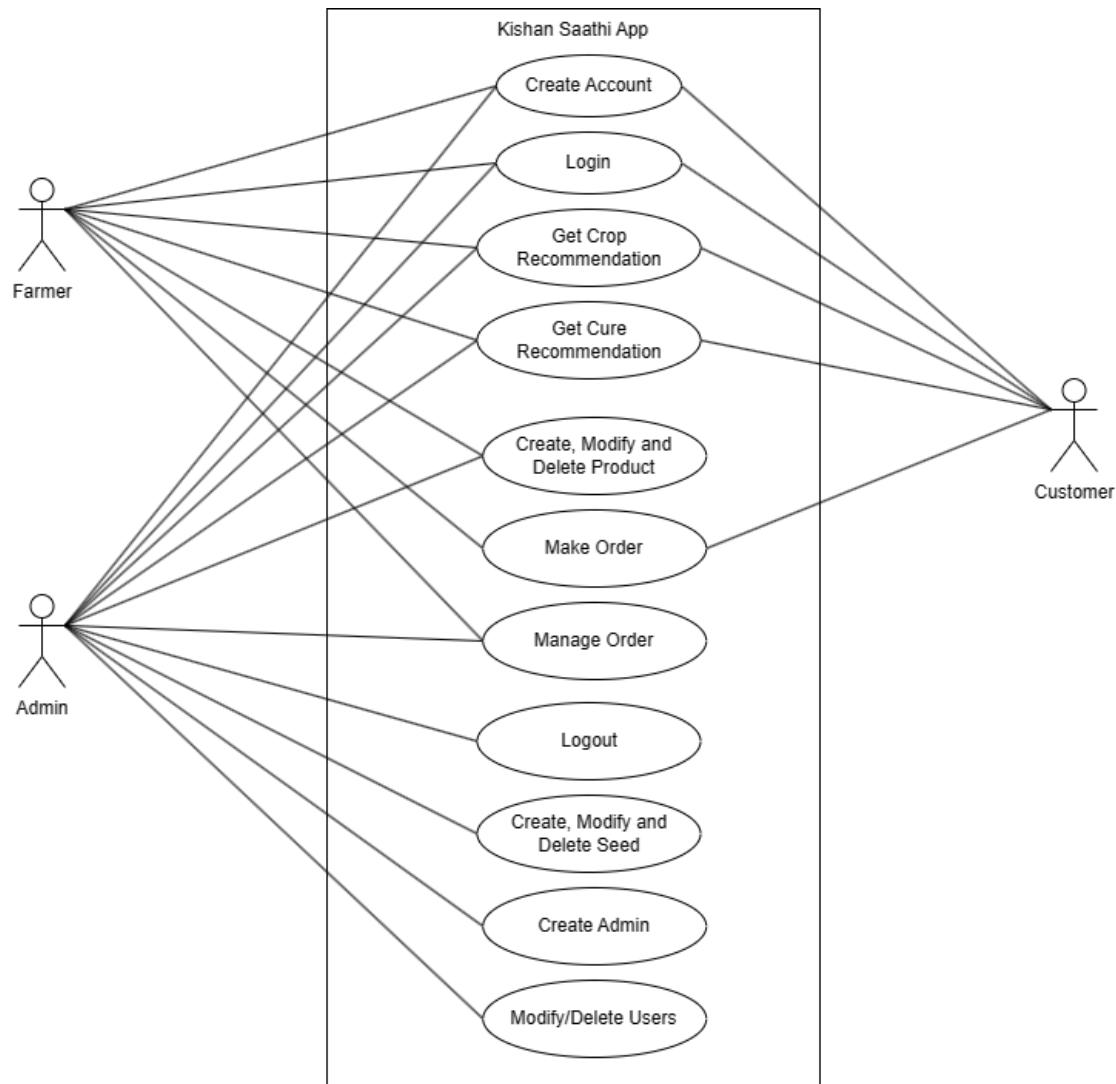 Kishan Saathi App
Create Account
Login
Get Crop
Recommendation
Farmer
Get Cure
Recommendation
Create, Modify and
Delete Product
Customer
Make Order
Manage Order
Admin
Logout
Create, Modify and
Delete Seed
Create Admin
Modify/Delete Users